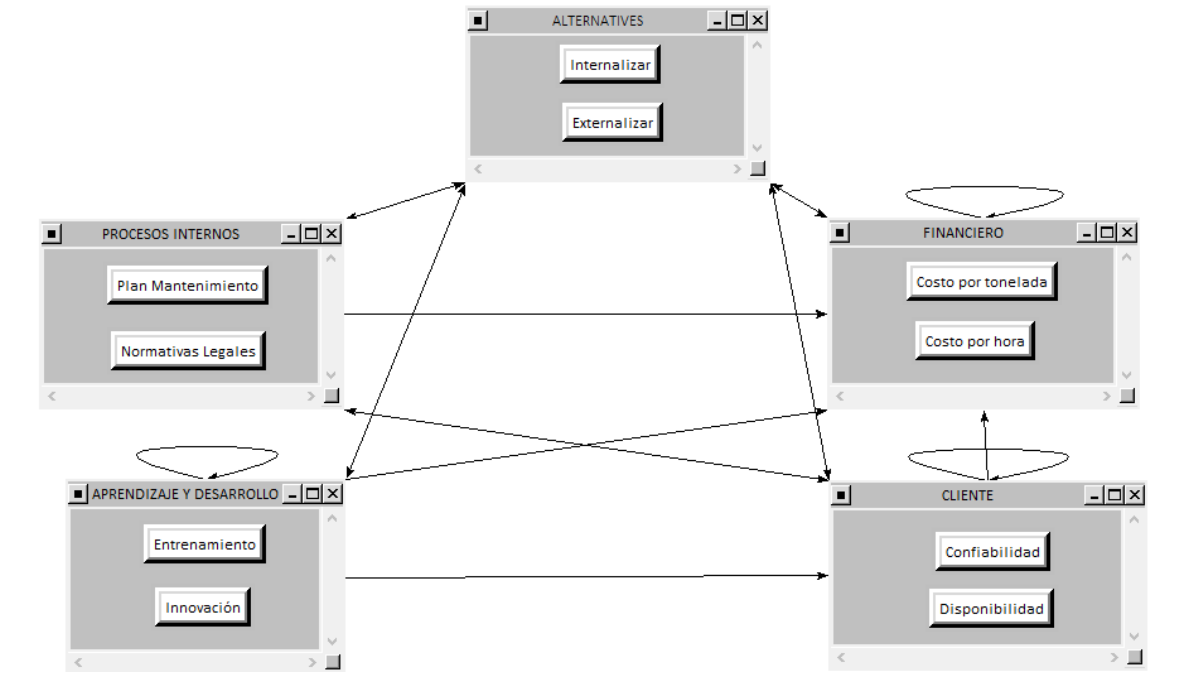 ALTERNATIVES
Internalizar
Externalizar
PROCESOS INTERNOS
Plan Mantenimiento
Normativas Legales
FINANCIERO
Costo por tonelada
Costo por hora
APRENDIZAJE Y DESARROLLO
Entrenamiento
Innovación
CLIENTE
Confiabilidad
Disponibilidad